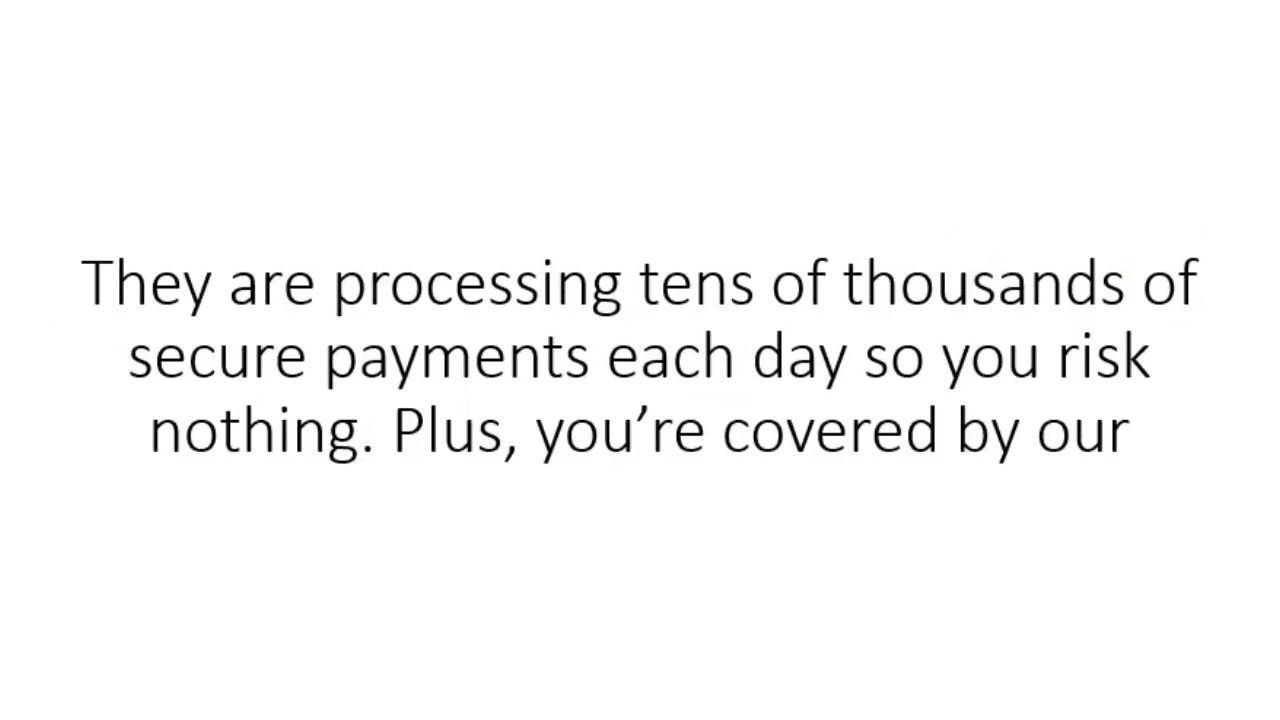 They are processing tens of thousands of
secure payments each day so you risk
nothing. Plus, you’re covered by our